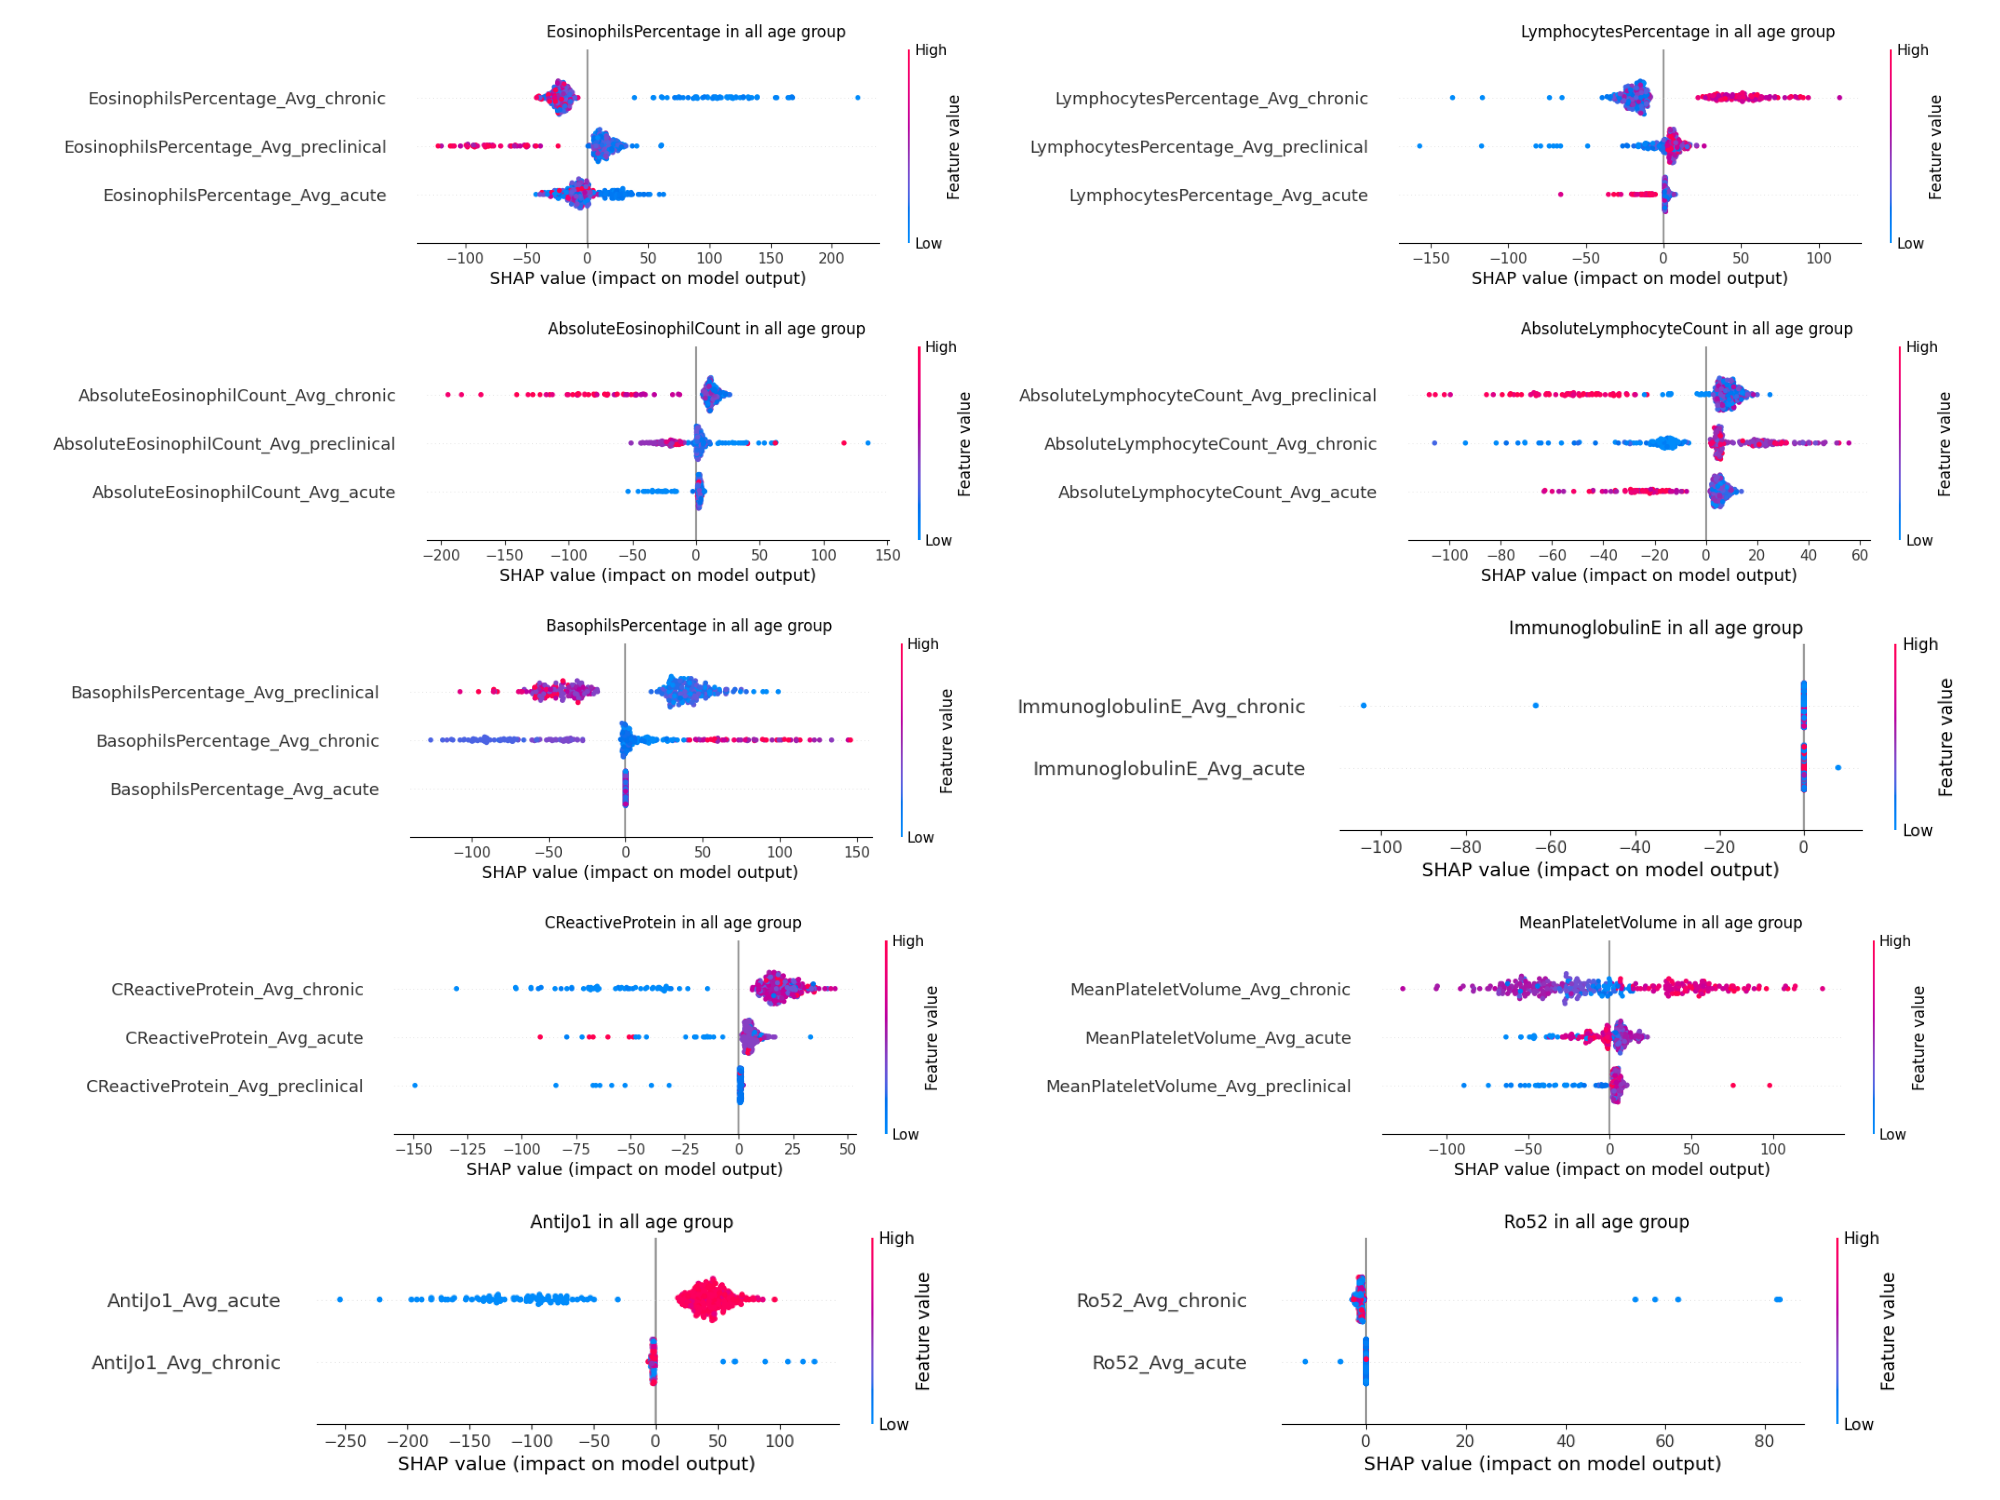 EosinophilsPercentage in all age group
High
EosinophilsPercentage_Avg_chronic
EosinophilsPercentage_Avg_preclinical
EosinophilsPercentage_Avg_acute
Feature value
Low
−100 −50 0 50 100 150 200
SHAP value (impact on model output)
LymphocytesPercentage in all age group
High
LymphocytesPercentage_Avg_chronic
LymphocytesPercentage_Avg_preclinical
LymphocytesPercentage_Avg_acute
Feature value
Low
−150 −100 −50 0 50 100
SHAP value (impact on model output)
AbsoluteEosinophilCount in all age group
High
AbsoluteEosinophilCount_Avg_chronic
AbsoluteEosinophilCount_Avg_preclinical
AbsoluteEosinophilCount_Avg_acute
Feature value
Low
−200 −150 −100 −50 0 50 100 150
SHAP value (impact on model output)
AbsoluteLymphocyteCount in all age group
High
AbsoluteLymphocyteCount_Avg_preclinical
AbsoluteLymphocyteCount_Avg_chronic
AbsoluteLymphocyteCount_Avg_acute
Feature value
Low
−100 −80 −60 −40 −20 0 20 40 60
SHAP value (impact on model output)
BasophilsPercentage in all age group
High
BasophilsPercentage_Avg_preclinical
BasophilsPercentage_Avg_chronic
BasophilsPercentage_Avg_acute
Feature value
Low
−100 −50 0 50 100 150
SHAP value (impact on model output)
ImmunoglobulinE in all age group
High
ImmunoglobulinE_Avg_chronic
ImmunoglobulinE_Avg_acute
Feature value
Low
−100 −80 −60 −40 −20 0
SHAP value (impact on model output)
CReactiveProtein in all age group
High
CReactiveProtein_Avg_chronic
CReactiveProtein_Avg_acute
CReactiveProtein_Avg_preclinical
Feature value
Low
−150 −125 −100 −75 −50 −25 0 25 50
SHAP value (impact on model output)
MeanPlateletVolume in all age group
High
MeanPlateletVolume_Avg_chronic
MeanPlateletVolume_Avg_acute
MeanPlateletVolume_Avg_preclinical
Feature value
Low
−100 −50 0 50 100
SHAP value (impact on model output)
AntiJo1 in all age group
High
AntiJo1_Avg_acute
AntiJo1_Avg_chronic
Feature value
Low
−250 −200 −150 −100 −50 0 50 100
SHAP value (impact on model output)
Ro52 in all age group
High
Ro52_Avg_chronic
Ro52_Avg_acute
Feature value
Low
0 20 40 60 80
SHAP value (impact on model output)